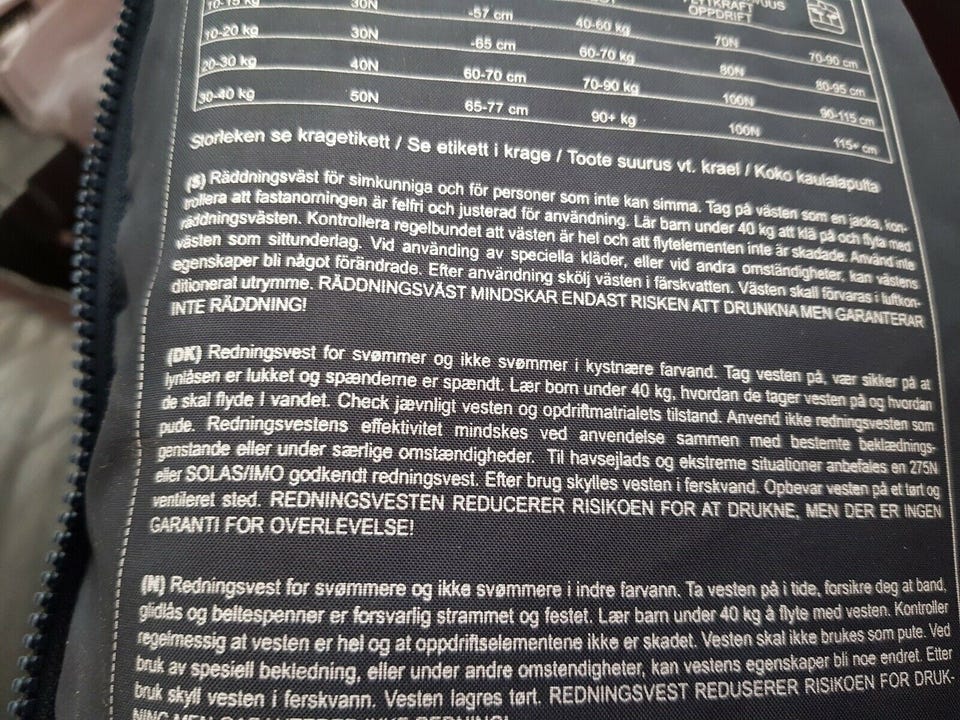 10-15 kg 30N -57 cm 40-60 kg 70N 70-90 cm
OPPDRIFT
10-20 kg 30N -65 cm 60-70 kg 80N 80-95 cm
20-30 kg 40N 60-70 cm 70-90 kg 100N 90-115 cm
30-40 kg 50N 65-77 cm 90+ kg 100N 115+ cm
Storleken se kragetikett / Se etikett i krage / Toote suurus vt. krael / Koko kaulalapulta
(S) Räddningsväst för simkunniga och för personer som inte kan simma. Tag på västen som en jacka, kon-
trollera att fastanorningen är felfri och justerad för användning. Lär barn under 40 kg att klä på och flyta med
räddningsvästen. Kontrollera regelbundet att västen är hel och att flytelementen inte är skadade. Använd inte
västen som sittunderlag. Vid använding av speciella kläder, eller vid andra omständigheter, kan västens
egenskaper bli något förändrade. Efter användning skölj västen i färskvatten. Västen skall förvaras i luftkon-
ditionerat utrymme. RÄDDNINGSVÄST MINDSKAR ENDAST RISKEN ATT DRUNKNA MEN GARANTERAR
INTE RÄDDNING!
(DK) Redningsvest for svømmer og ikke svømmer i kystnære farvand. Tag vesten på, vær sikker på at
lynlåsen er lukket og spænderne er spændt. Lær born under 40 kg, hvordan de tager vesten på og hvordan
de skal flyde i vandet. Check jævnligt vesten og opdriftmatrialets tilstand. Anvend ikke redningsvesten som
pude. Redningsvestens effektivitet mindskes ved anvendelse sammen med bestemte beklædnings-
genstande eller under særlige omstændigheder. Til havsejlads og ekstreme situationer anbefales en 275N
eller SOLAS/IMO godkendt redningsvest. Efter brug skylles vesten i ferskvand. Opbevar vesten på et tørt og
ventileret sted. REDNINGSVESTEN REDUCERER RISIKOEN FOR AT DRUKNE, MEN DER ER INGEN
GARANTI FOR OVERLEVELSE!
(N) Redningsvest for svømmere og ikke svømmere i indre farvann. Ta vesten på i tide, forsikre deg at band,
glidlås og beltespenner er forsvarlig strammet og festet. Lær barn under 40 kg å flyte med vesten. Kontroller
regelmessig at vesten er hel og at oppdriftselementene ikke er skadet. Vesten skal ikke brukes som pute. Ved
bruk av spesiell bekledning, eller under andre omstendigheter, kan vestens egenskaper bli noe endret. Etter
bruk skyll vesten i ferskvann. Vesten lagres tørt. REDNINGSVEST REDUSERER RISIKOEN FOR DRUK-